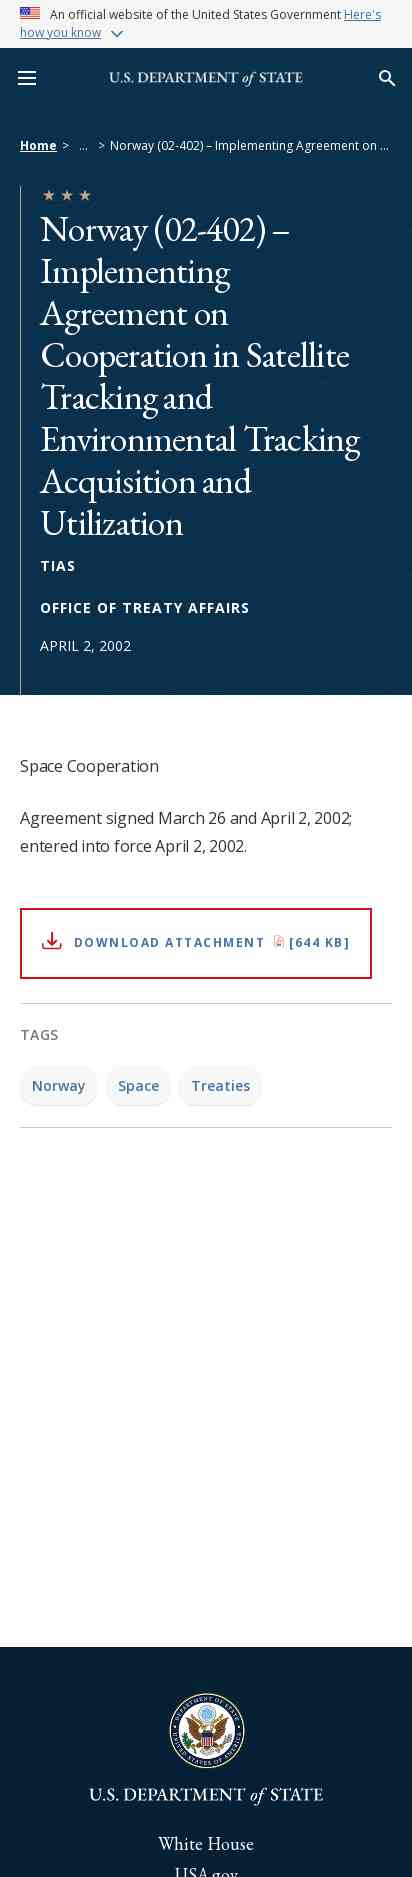 An official website of the United States Government Here's
how you know
U.S. DEPARTMENT of STATE
Home > ... > Norway (02-402) – Implementing Agreement on ...
Norway (02-402) –
Implementing
Agreement on
Cooperation in Satellite
Tracking and
Environmental Tracking
Acquisition and
Utilization
TIAS
OFFICE OF TREATY AFFAIRS
APRIL 2, 2002
Space Cooperation
Agreement signed March 26 and April 2, 2002;
entered into force April 2, 2002.
DOWNLOAD ATTACHMENT [644 KB]
TAGS
Norway Space Treaties
U.S. DEPARTMENT of STATE
White House
USA.gov